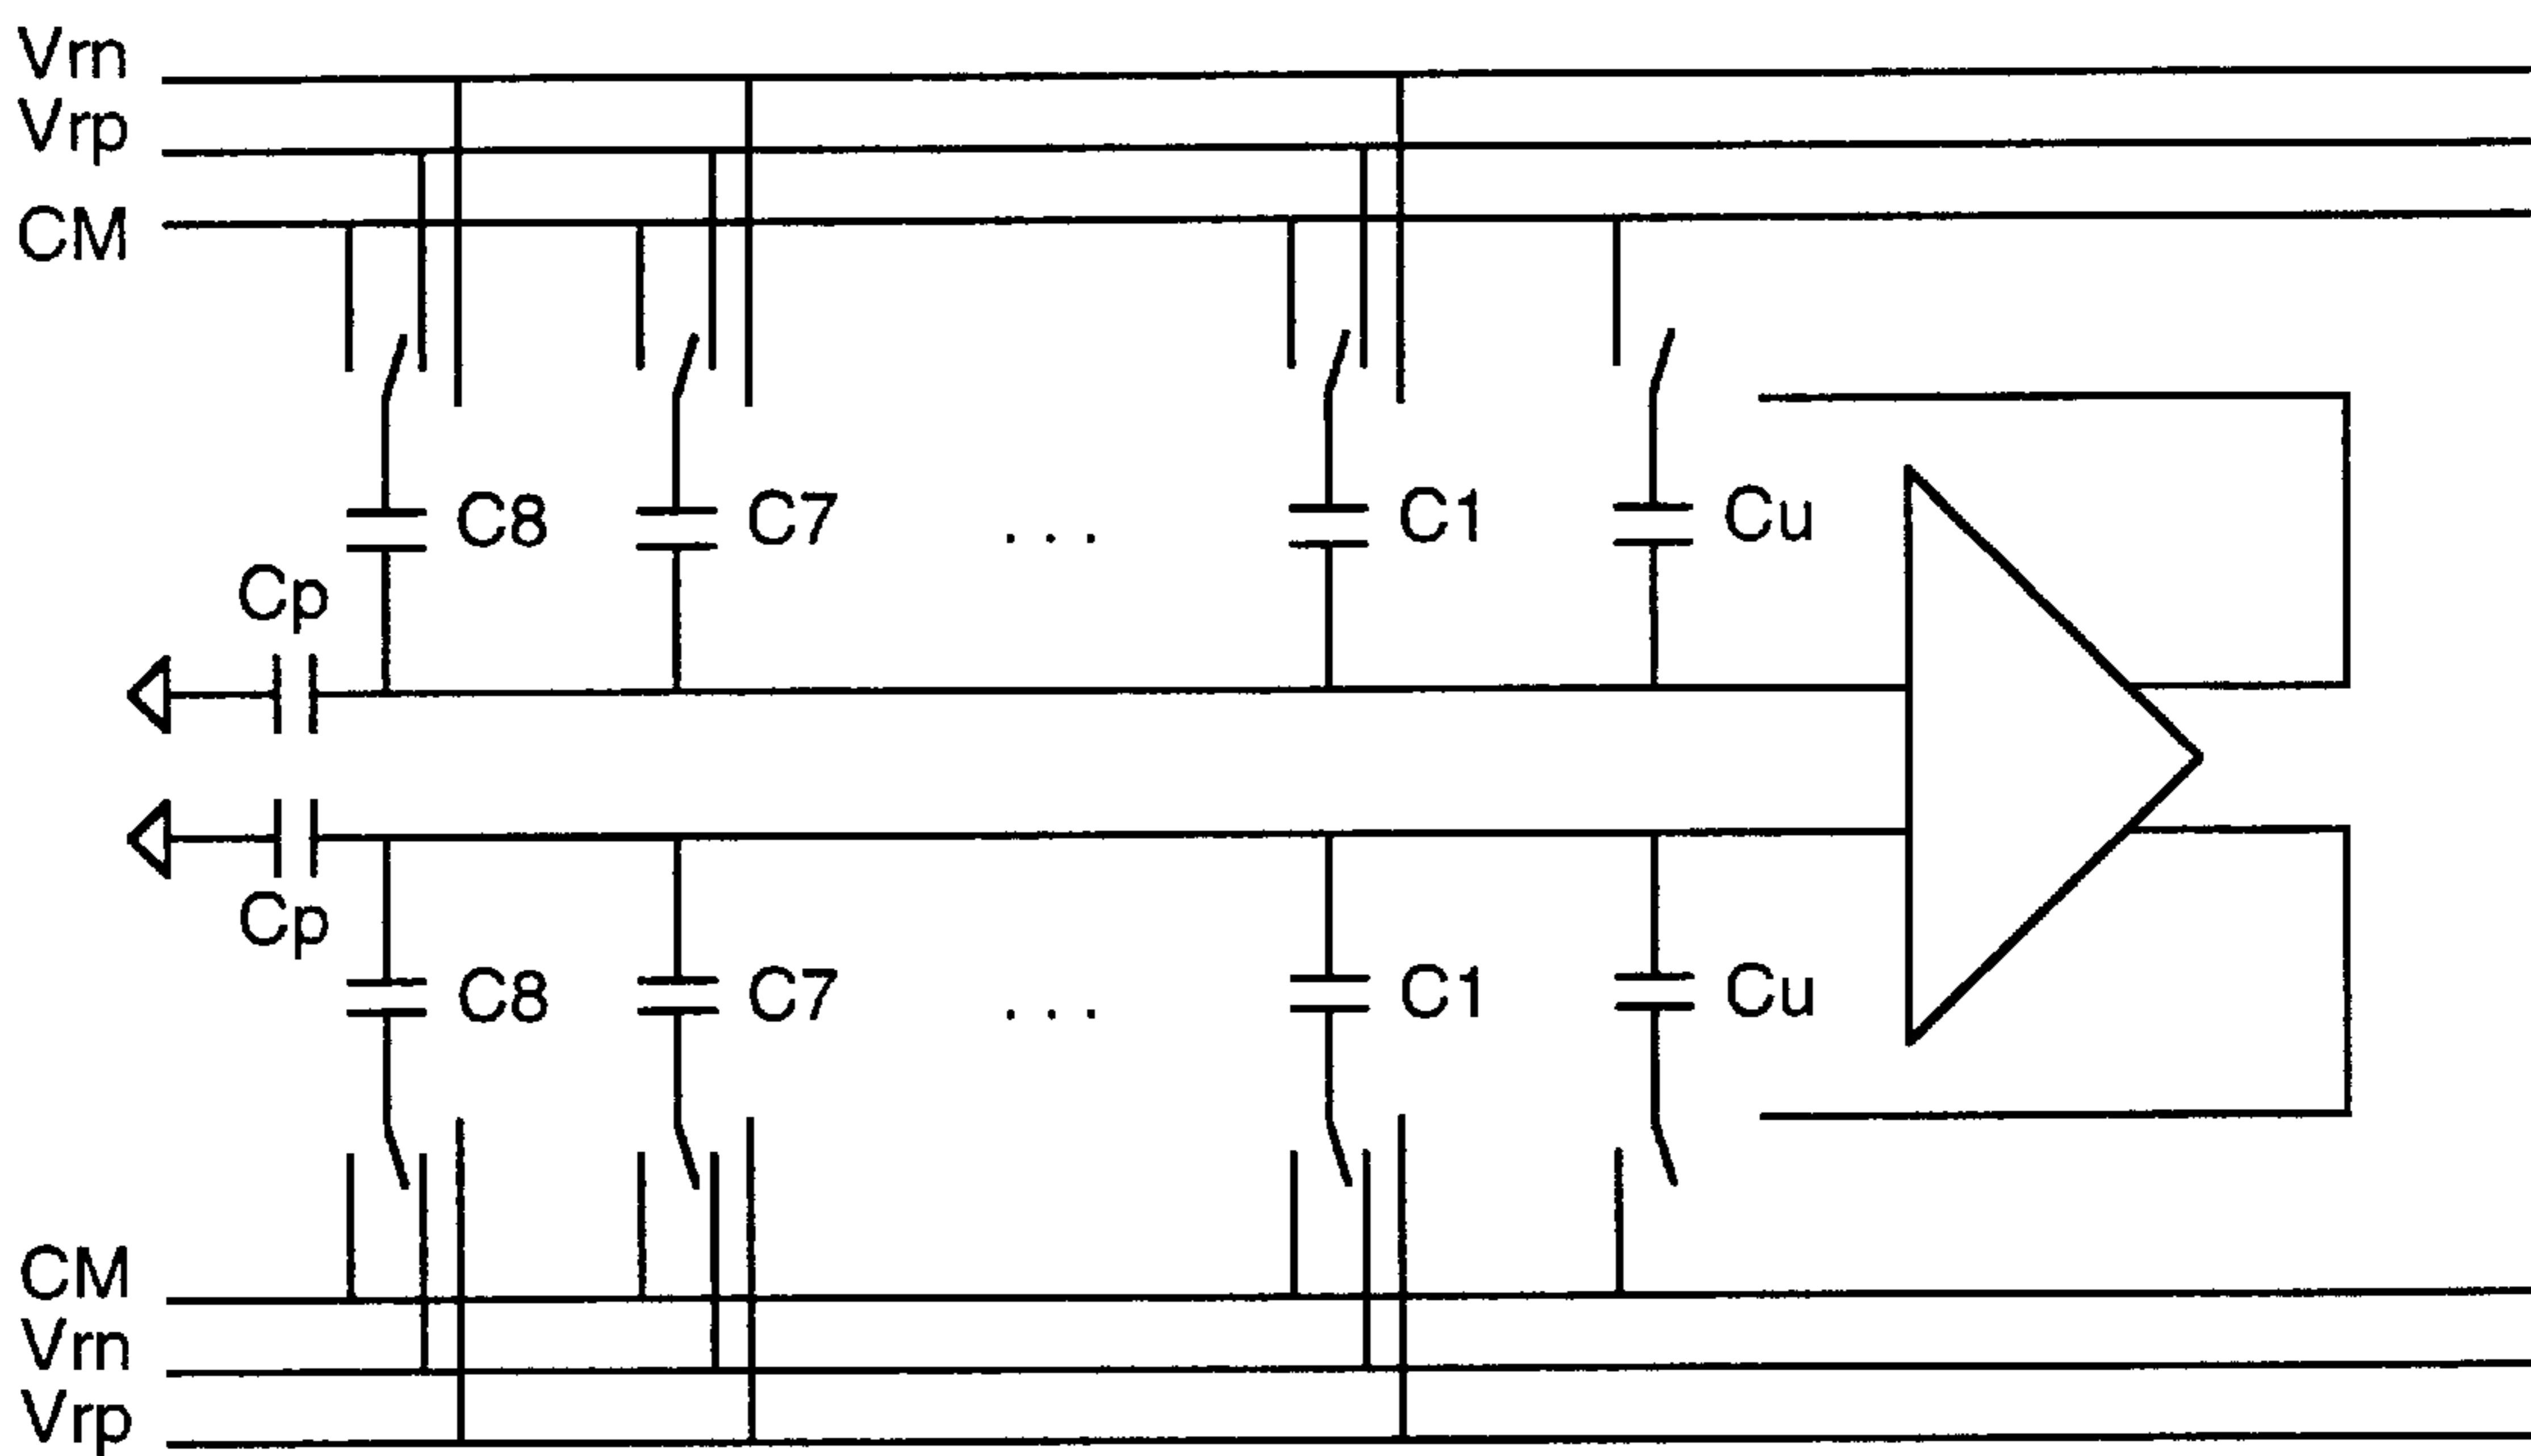 Vrn
Vrp
CM
C8 C7 . . . C1 Cu
Cp
Cp
C8 C7 . . . C1 Cu
CM
Vrn
Vrp